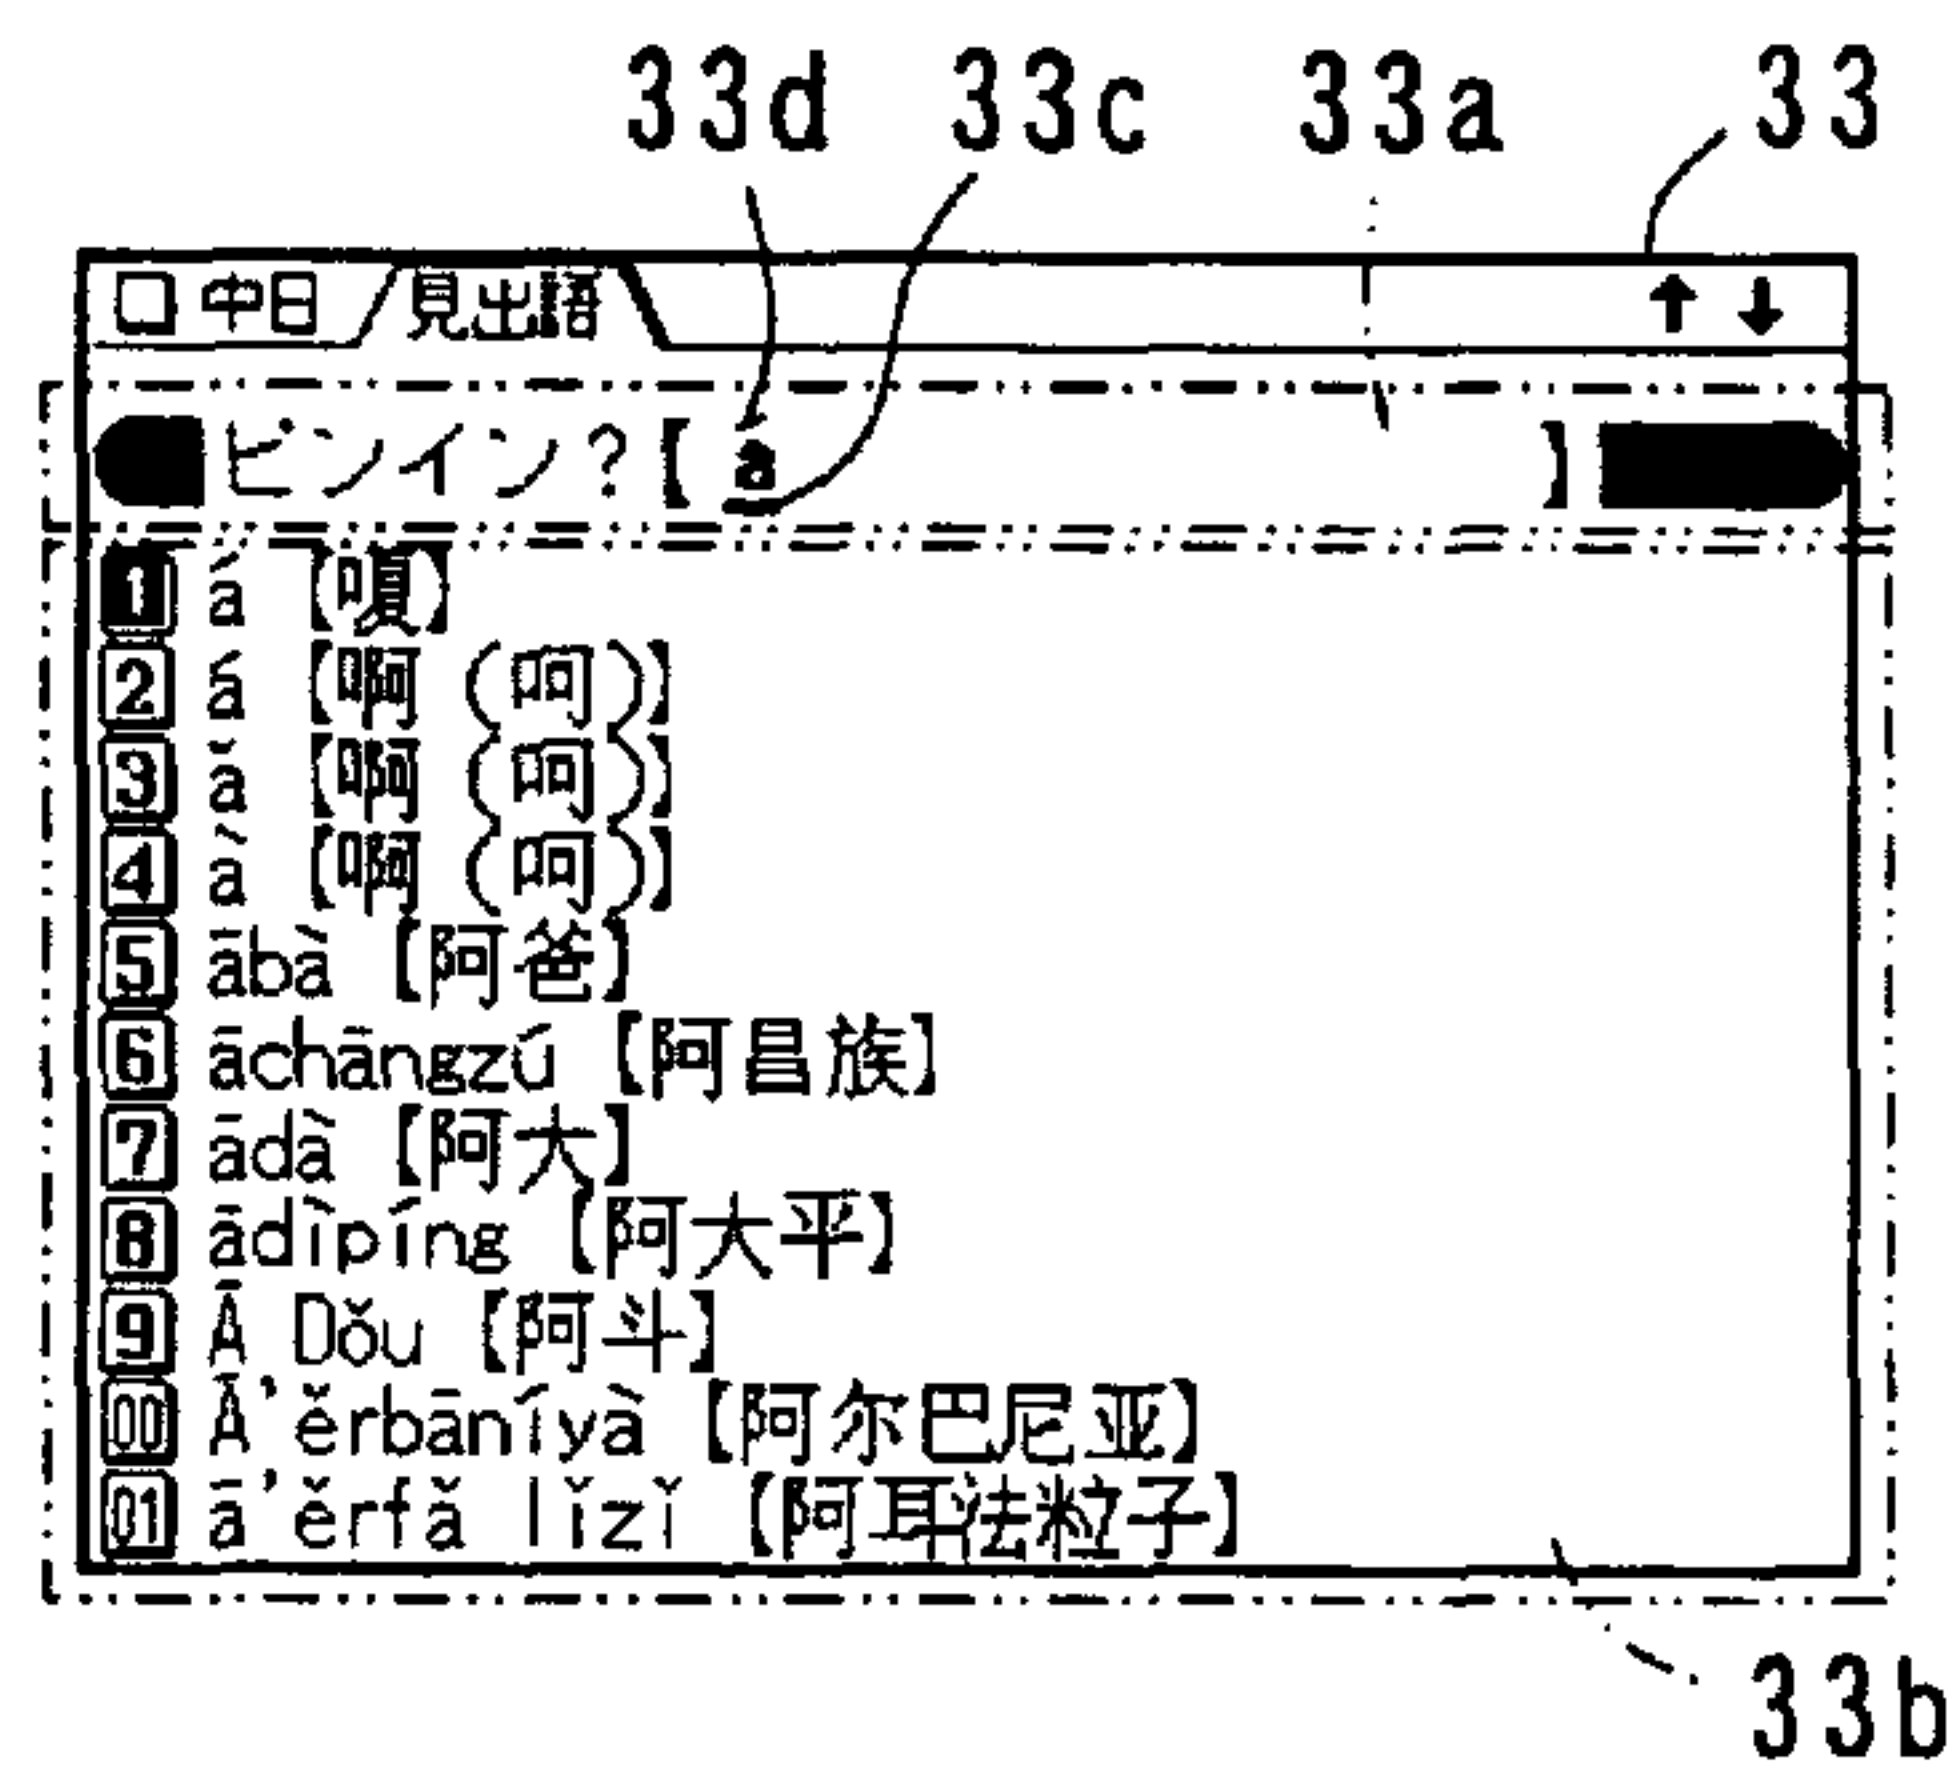 33d 33c 33a 33
中日 見出語 ↑ ↓
ピンイン?【a 】
1 á 【嗄】
2 á 【啊(呵)】
3 ǎ 【啊(呵)】
4 à 【啊(呵)】
5 ābà 【阿爸】
6 āchāngzú 【阿昌族】
7 ādà 【阿大】
8 ādìpíng 【阿大平】
9 Ā Dǒu 【阿斗】
00 Ā'ěrbāníyà 【阿尔巴尼亚】
01 ā'ěrfǎ lǐzǐ 【阿耳法粒子】
33b